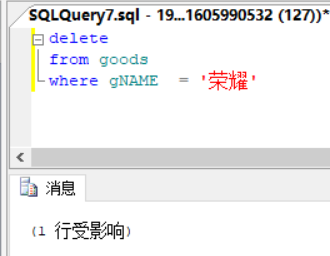 SQLQuery7.sql - 19...1605990532 (127))*
delete
from goods
where gNAME = '荣耀'
消息
(1 行受影响)